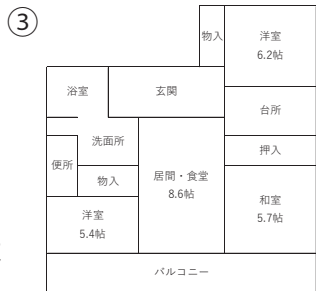 ③
物入
洋室
6.2帖
浴室
玄関
台所
洗面所
押入
便所
物入
居間・食堂
8.6帖
和室
5.7帖
洋室
5.4帖
バルコニー